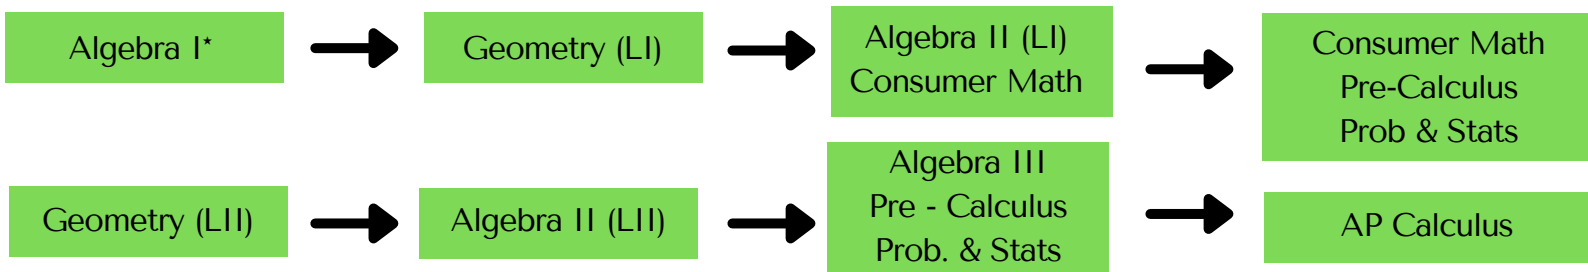 Algebra I*
Geometry (LI)
Algebra II (LI)
Consumer Math
Consumer Math
Pre-Calculus
Prob & Stats
Geometry (LII)
Algebra II (LII)
Algebra III
Pre - Calculus
Prob. & Stats
AP Calculus